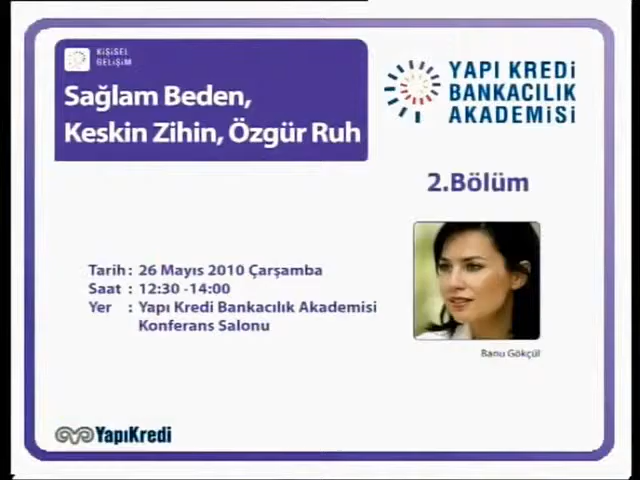 KİŞİSEL
GELİŞİM
Sağlam Beden,
Keskin Zihin, Özgür Ruh
YAPI KREDİ
BANKACILIK
AKADEMİSİ
2.Bölüm
Tarih : 26 Mayıs 2010 Çarşamba
Saat : 12:30 -14:00
Yer : Yapı Kredi Bankacılık Akademisi
Konferans Salonu
Banu Gökçül
YapıKredi